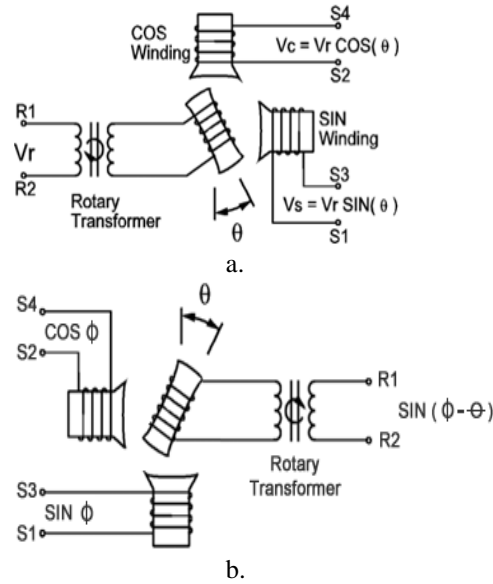 S4
COS
Winding
Vc = Vr COS( θ )
S2
R1
SIN
Winding
Vr
S3
R2
Rotary
Transformer
Vs = Vr SIN( θ )
θ
S1
a.
θ
S4
COS ϕ
S2
R1
SIN ( ϕ - θ )
R2
S3
Rotary
Transformer
SIN ϕ
S1
b.